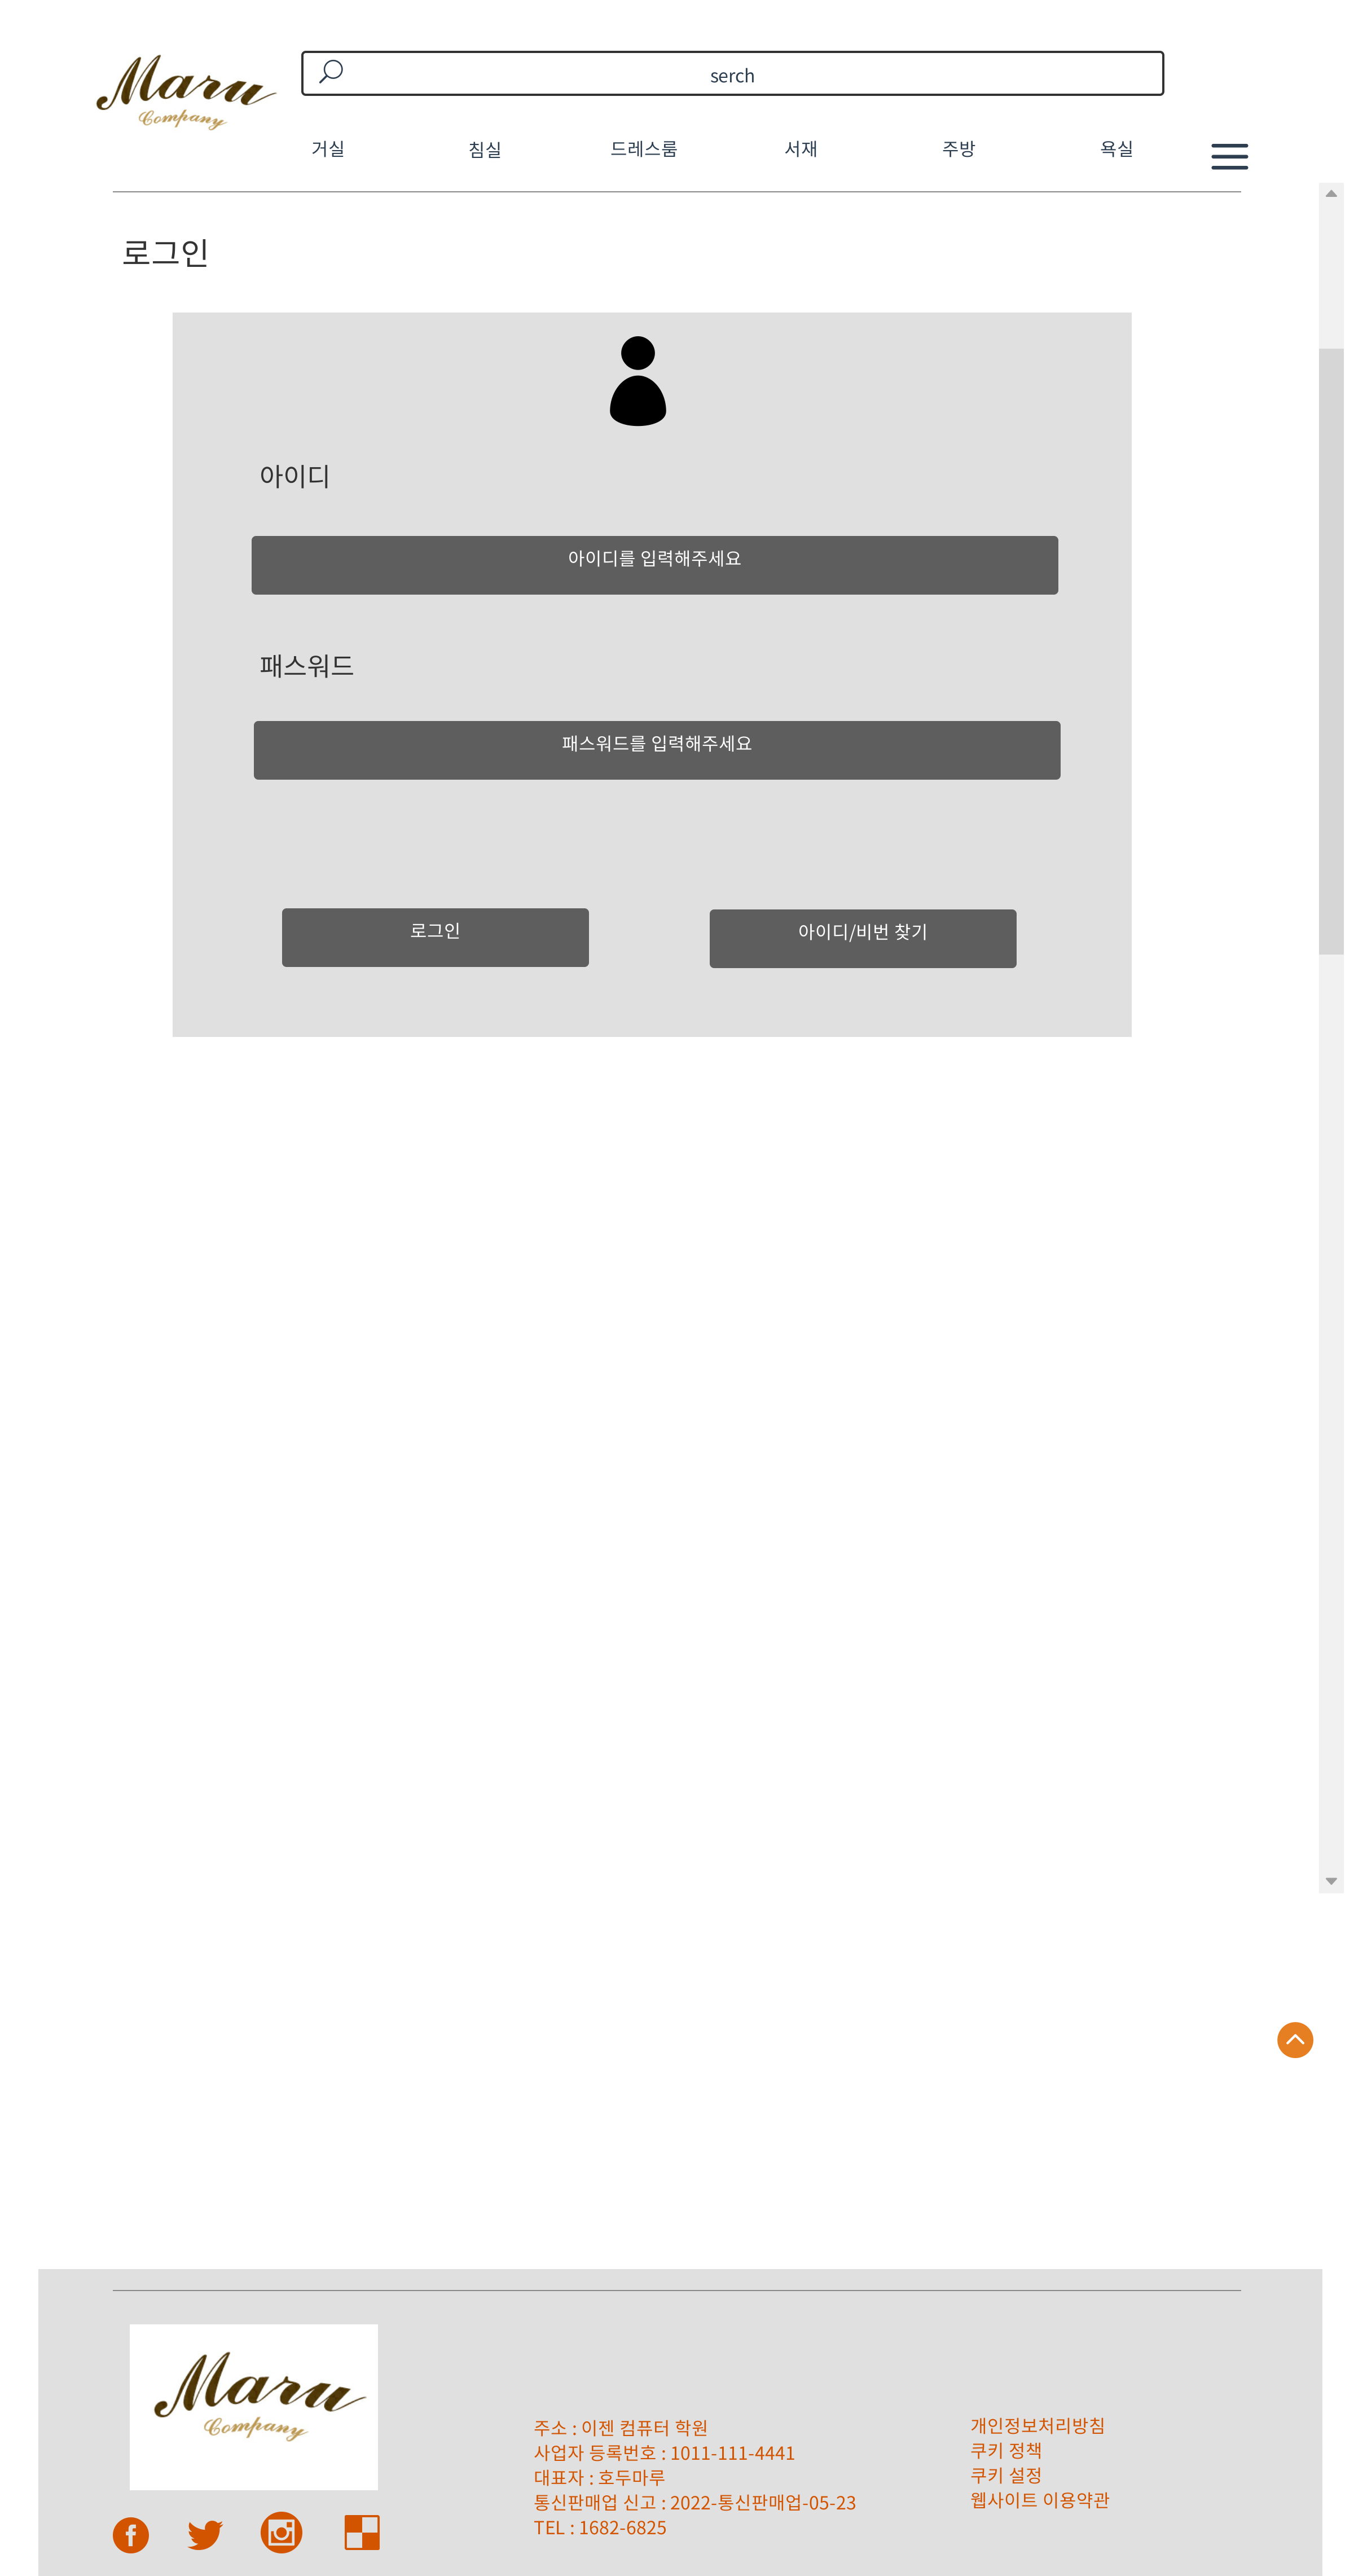 Maru
Company
serch
거실
침실
드레스룸
서재
주방
욕실
로그인
아이디
아이디를 입력해주세요
패스워드
패스워드를 입력해주세요
로그인
아이디/비번 찾기
Maru
Company
주소 : 이젠 컴퓨터 학원
사업자 등록번호 : 1011-111-4441
대표자 : 호두마루
통신판매업 신고 : 2022-통신판매업-05-23
TEL : 1682-6825
개인정보처리방침
쿠키 정책
쿠키 설정
웹사이트 이용약관